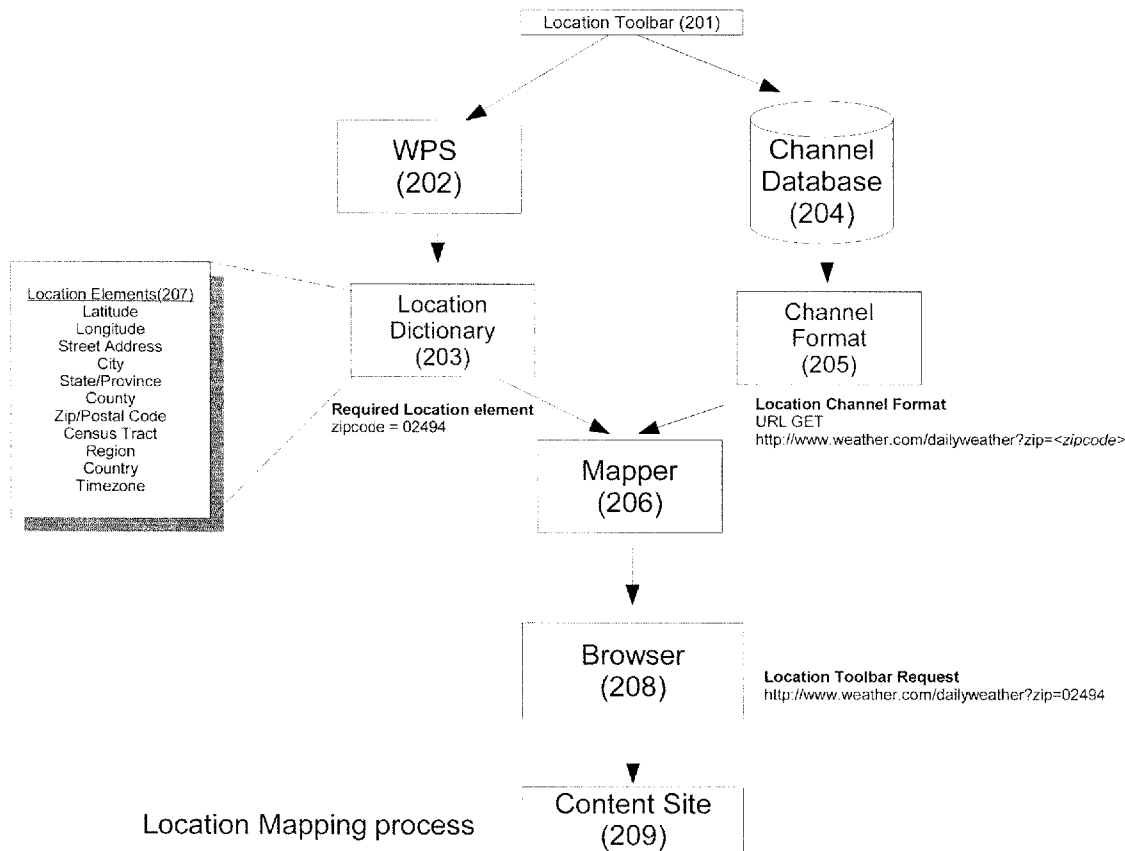 Location Toolbar (201)
WPS
(202)
Channel
Database
(204)
Location Elements(207)
Latitude
Longitude
Street Address
City
State/Province
County
Zip/Postal Code
Census Tract
Region
Country
Timezone
Location
Dictionary
(203)
Channel
Format
(205)
Required Location element
zipcode = 02494
Location Channel Format
URL GET
http://www.weather.com/dailyweather?zip=<zipcode>
Mapper
(206)
Browser
(208)
Location Toolbar Request
http://www.weather.com/dailyweather?zip=02494
Content Site
(209)
Location Mapping process